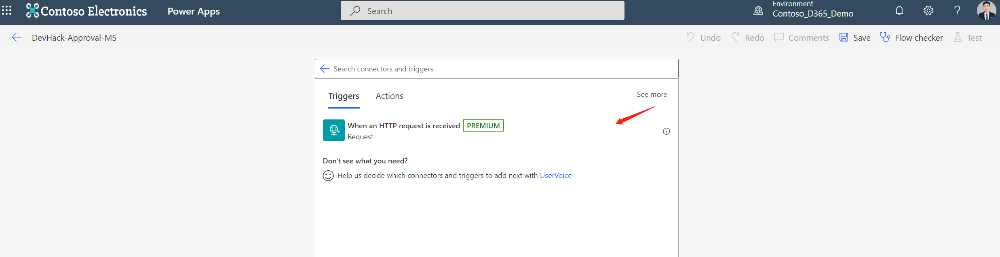 Contoso Electronics
Power Apps
Search
Environment
Contoso_D365_Demo
DevHack-Approval-MS
Undo
Redo
Comments
Save
Flow checker
Test
Search connectors and triggers
Triggers
Actions
See more
When an HTTP request is received PREMIUM
Request
Don't see what you need?
Help us decide which connectors and triggers to add next with UserVoice